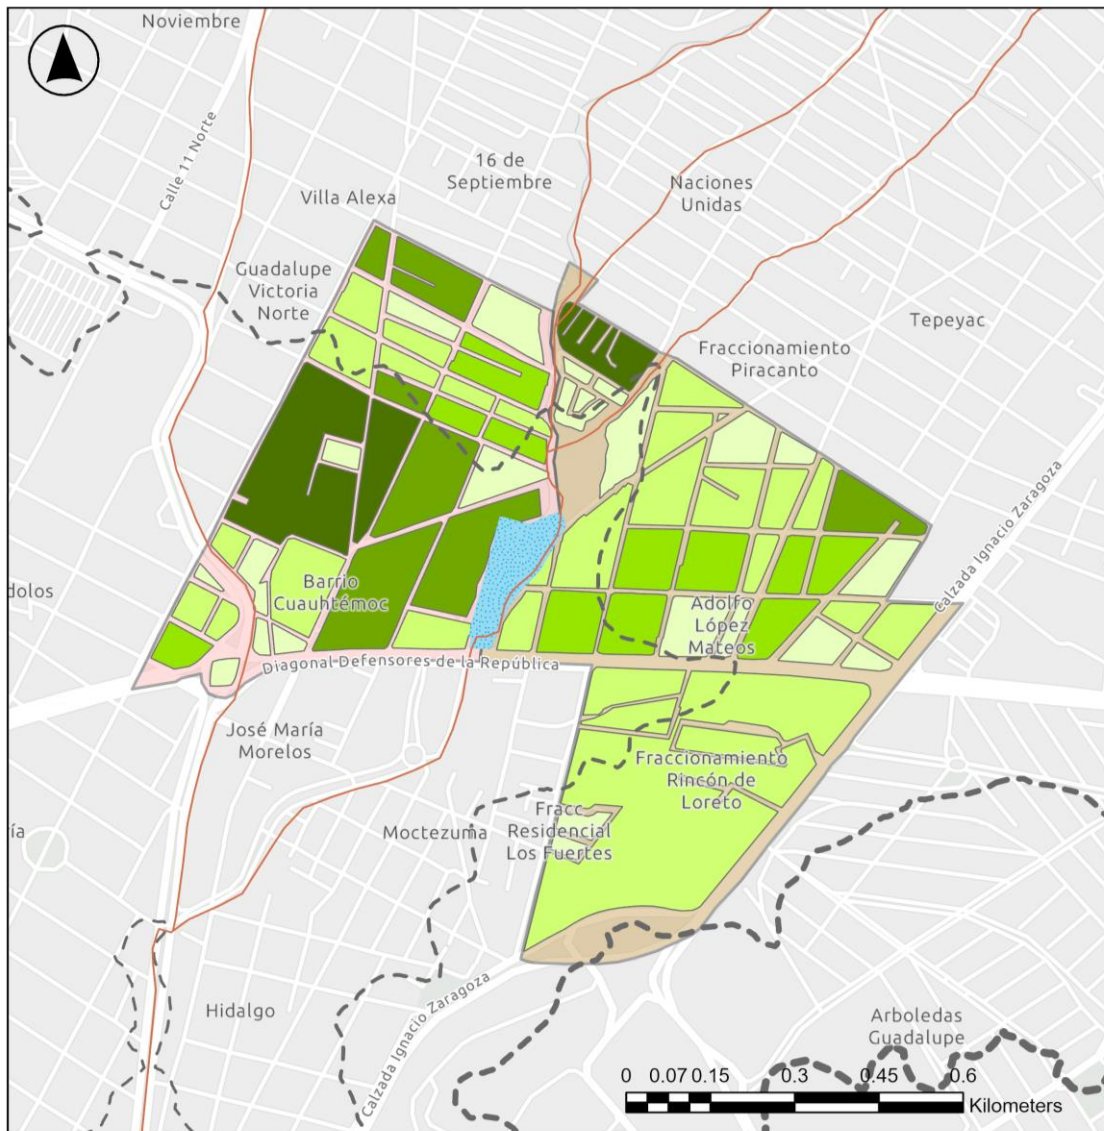 Noviembre
Calle 11 Norte
16 de
Septiembre
Naciones
Unidas
Villa Alexa
Guadalupe
Victoria
Norte
Tepeyac
Fraccionamiento
Piracanto
Calzada Ignacio Zaragoza
dolos
Barrio
Cuauhtémoc
Adolfo
López
Mateos
Diagonal Defensores de la República
José María
Morelos
Fraccionamiento
Rincón de
Loreto
Fracc
Residencial
Los Fuertes
Moctezuma
ría
Calzada Ignacio Zaragoza
Hidalgo
Arboledas
Guadalupe
0 0.07 0.15 0.3 0.45 0.6
Kilometers